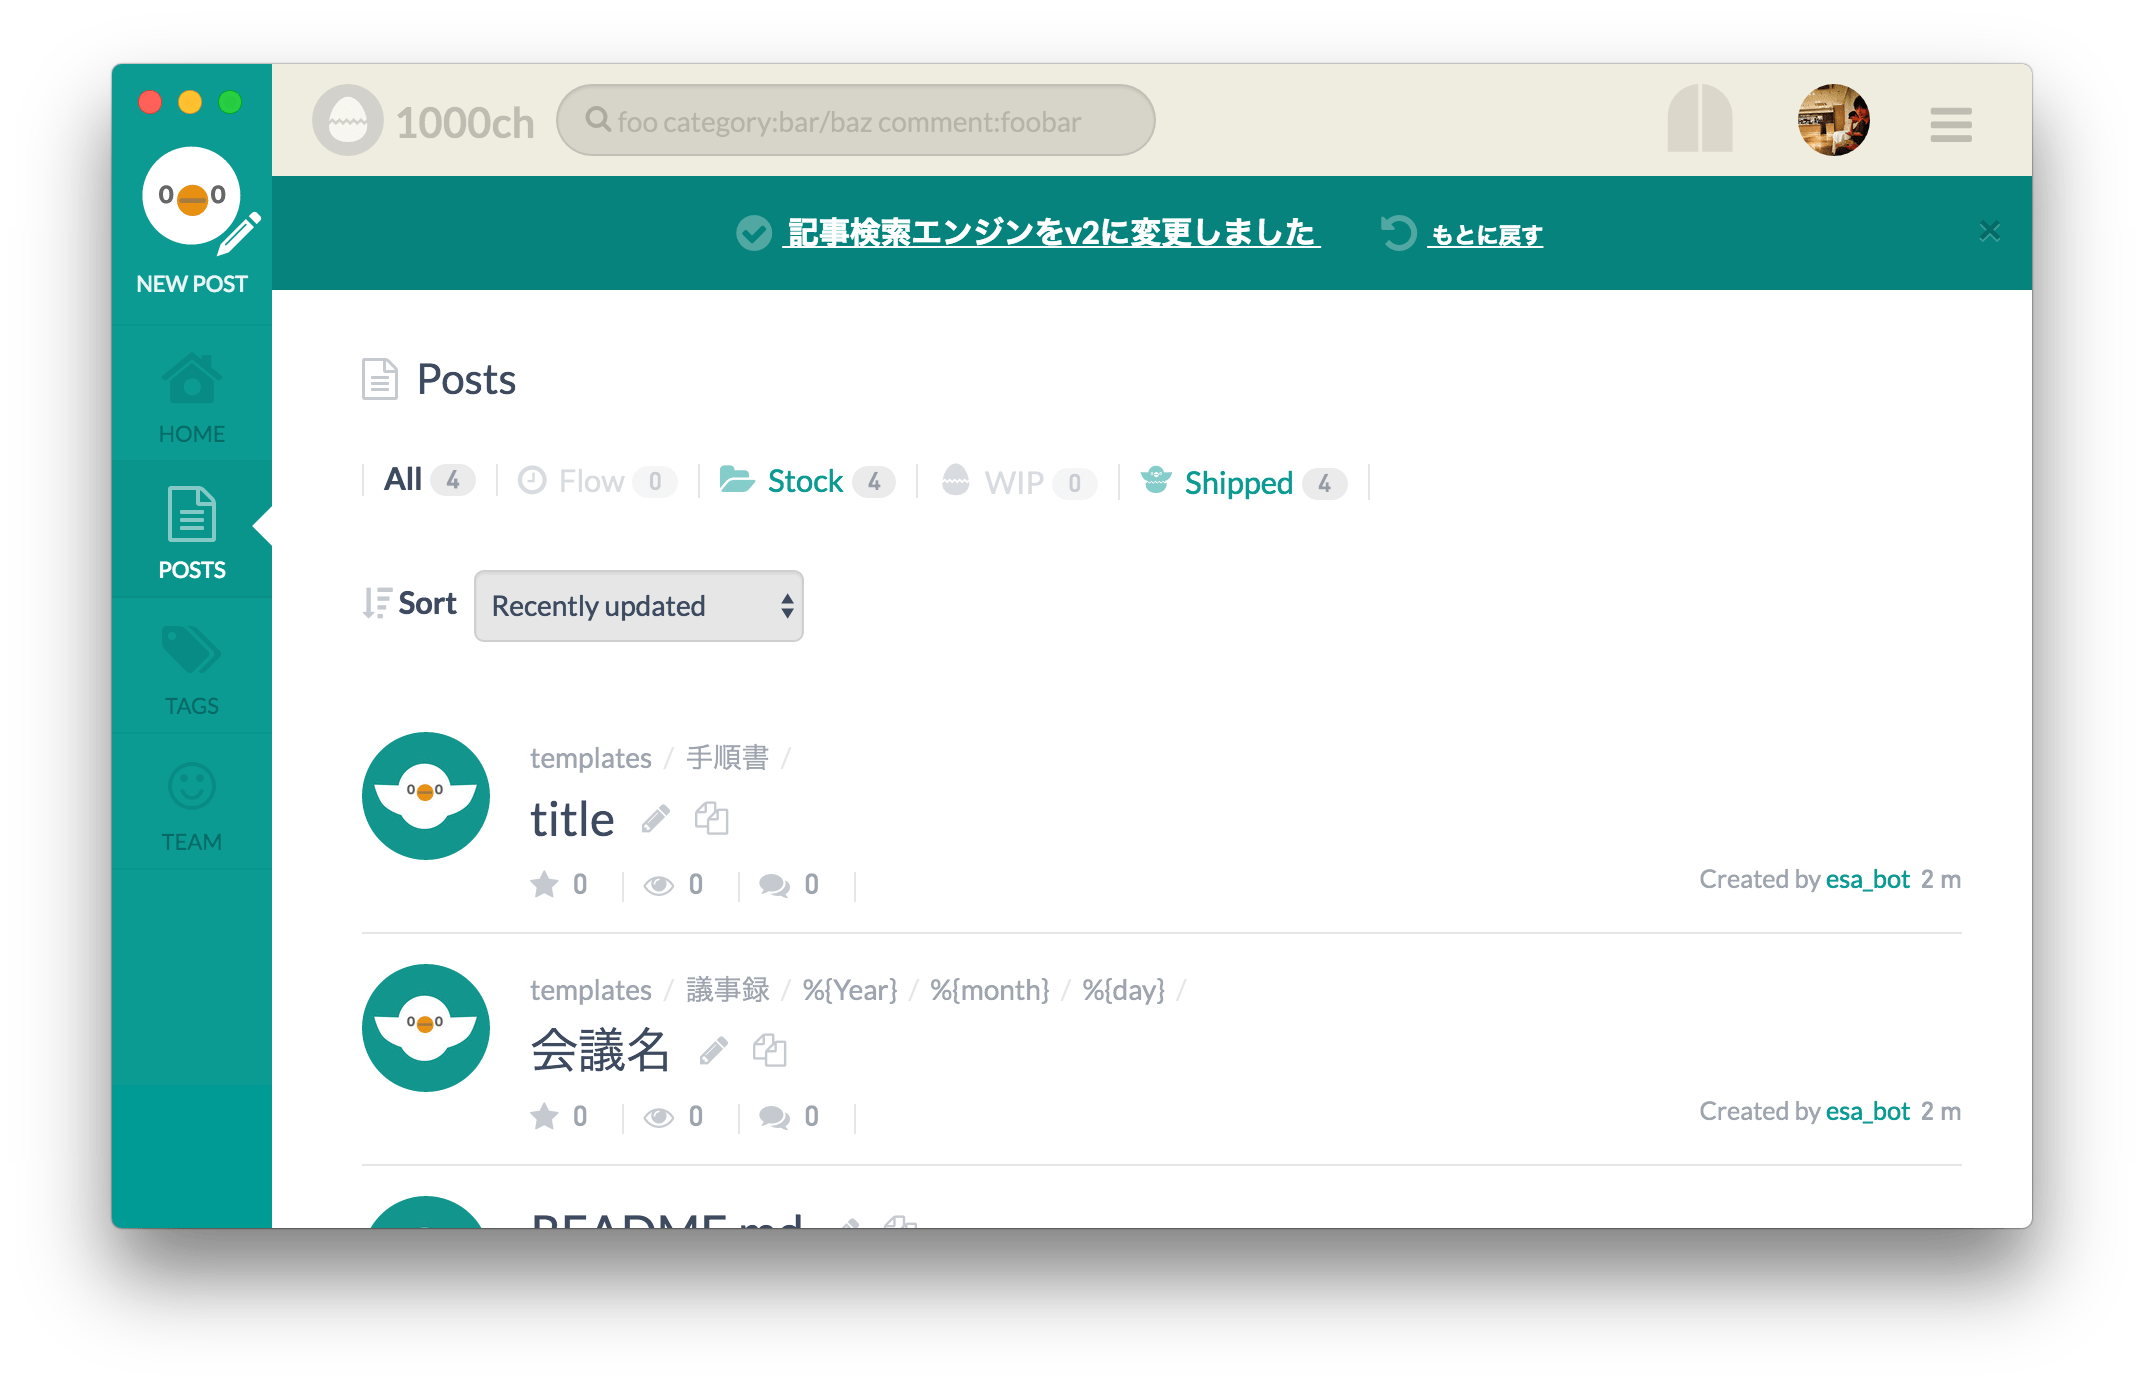 1000ch
foo category:bar/baz comment:foobar
NEW POST
記事検索エンジンをv2に変更しました もとに戻す
HOME
POSTS
TAGS
TEAM
Posts
All 4 Flow 0 Stock 4 WIP 0 Shipped 4
Sort Recently updated
templates / 手順書 /
title
0 0 0
Created by esa_bot 2 m
templates / 議事録 / %{Year} / %{month} / %{day} /
会議名
0 0 0
Created by esa_bot 2 m
README.md